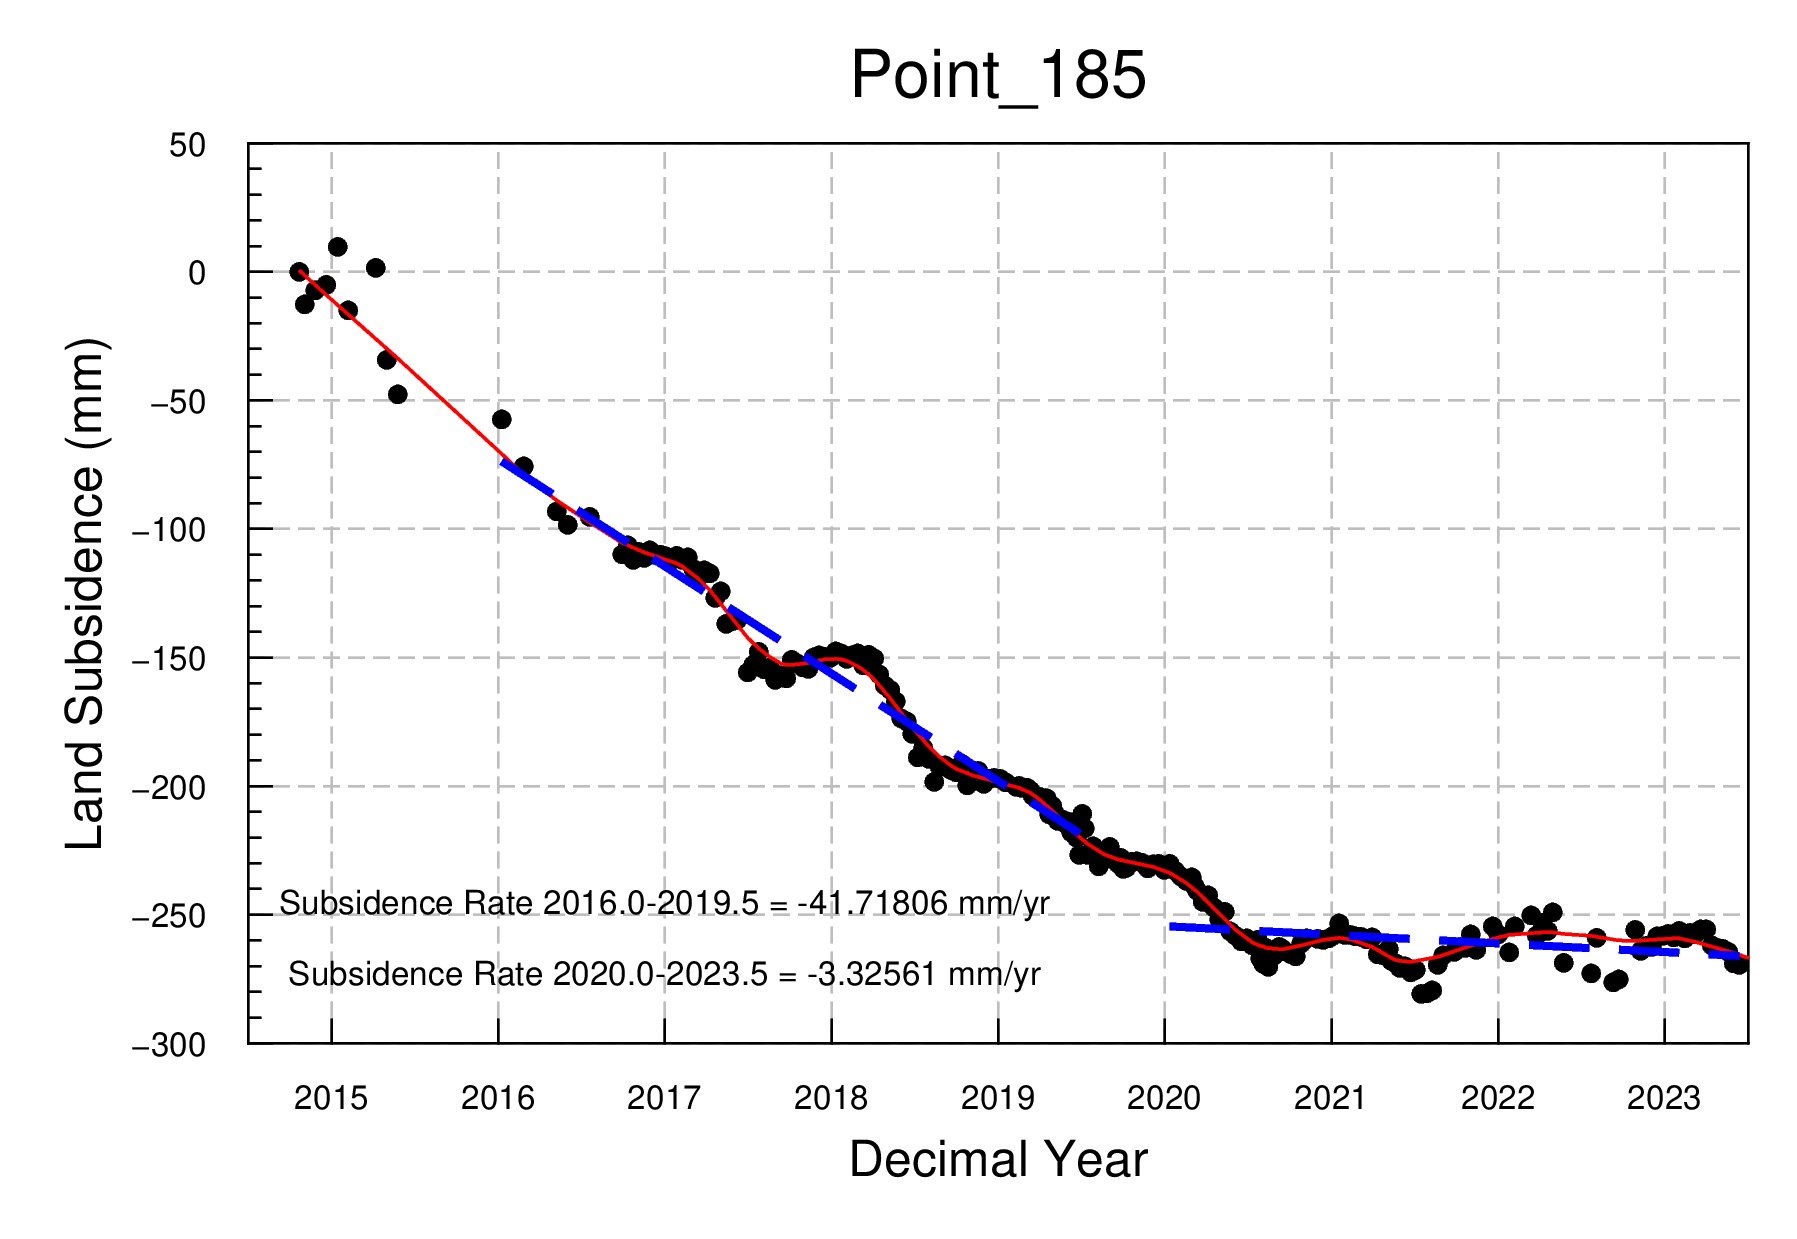 Point_185
50
0
−50
−100
−150
−200
−250
−300
Land Subsidence (mm)
Subsidence Rate 2016.0-2019.5 = -41.71806 mm/yr
Subsidence Rate 2020.0-2023.5 = -3.32561 mm/yr
2015 2016 2017 2018 2019 2020 2021 2022 2023
Decimal Year